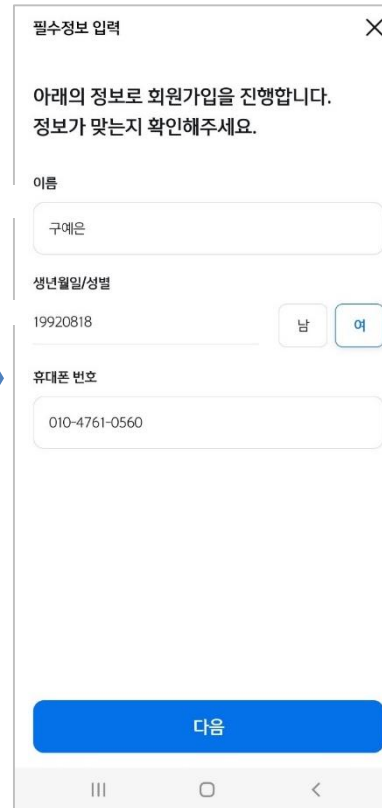 필수정보 입력
아래의 정보로 회원가입을 진행합니다.
정보가 맞는지 확인해주세요.
이름
구예은
생년월일/성별
19920818 남 여
휴대폰 번호
010-4761-0560
다음